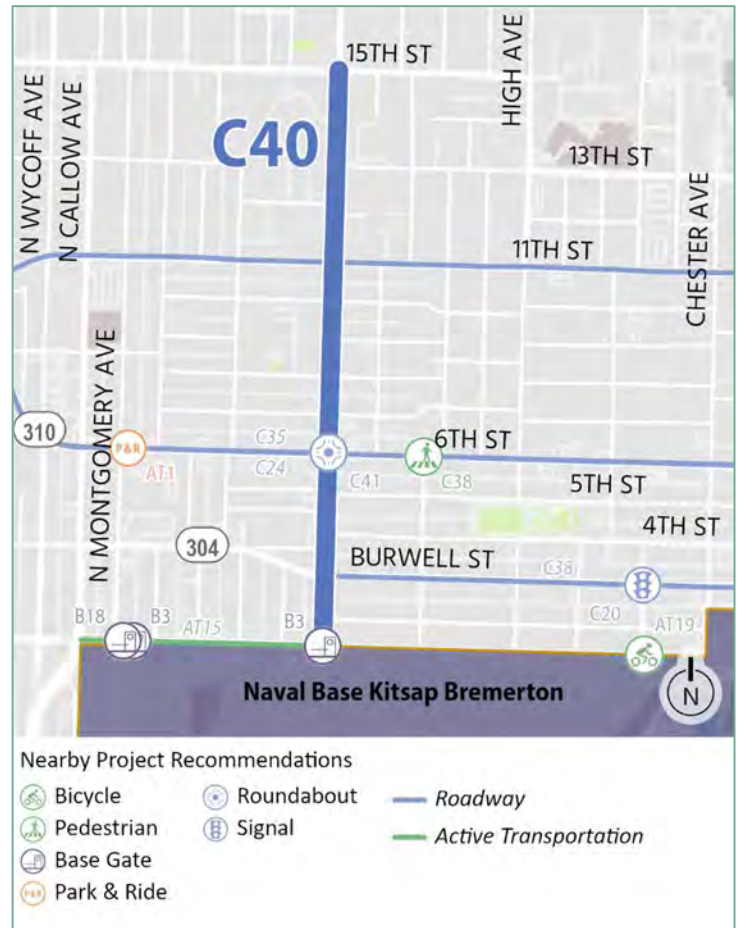 15TH ST
HIGH AVE
N WYCOFF AVE
N CALLOW AVE
C40
13TH ST
CHESTER AVE
11TH ST
N MONTGOMERY AVE
310
P&R
AT1
C35
C24
6TH ST
C41
C38
5TH ST
4TH ST
304
BURWELL ST
C38
B18
B3
AT15
B3
C20
AT19
Naval Base Kitsap Bremerton
N
Nearby Project Recommendations
Bicycle
Pedestrian
Base Gate
P&R
Park & Ride
Roundabout
Signal
Roadway
Active Transportation